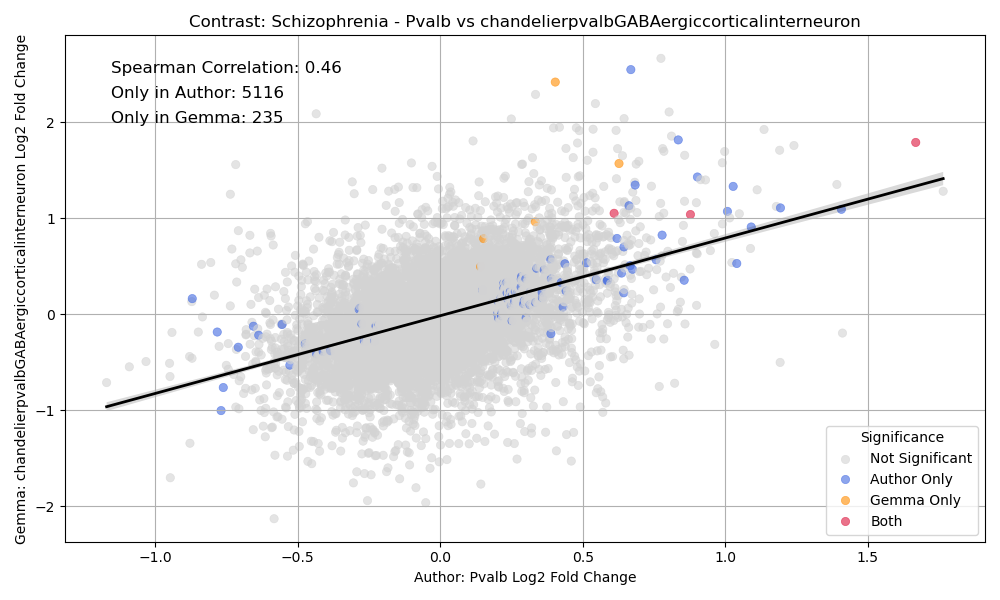 Contrast: Schizophrenia - Pvalb vs chandelierpvalbGABAergiccorticalinterneuron
Gemma: chandelierpvalbGABAergiccorticalinterneuron Log2 Fold Change
Spearman Correlation: 0.46
Only in Author: 5116
Only in Gemma: 235
2
1
0
−1
−2
Significance
Not Significant
Author Only
Gemma Only
Both
−1.0 −0.5 0.0 0.5 1.0 1.5
Author: Pvalb Log2 Fold Change